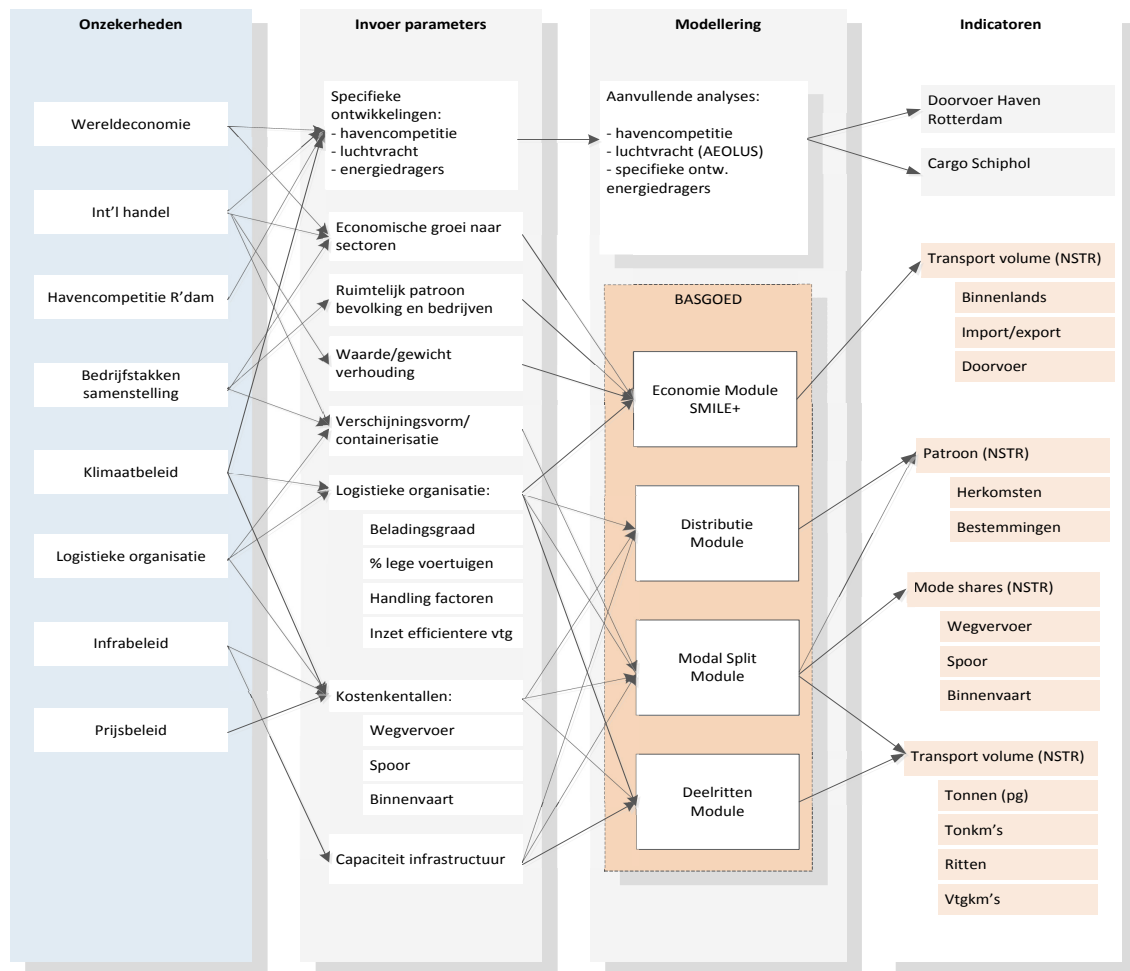 Onzekerheden
Wereldeconomie
Int'l handel
Havencompetitie R'dam
Bedrijfstakken
samenstelling
Klimaatbeleid
Logistieke organisatie
Infrabeleid
Prijsbeleid
Invoer parameters
Specifieke
ontwikkelingen:
- havencompetitie
- luchtvracht
- energiedragers
Economische groei naar
sectoren
Ruimtelijk patroon
bevolking en bedrijven
Waarde/gewicht
verhouding
Verschijningsvorm/
containerisatie
Logistieke organisatie:
Beladingsgraad
% lege voertuigen
Handling factoren
Inzet efficientere vtg
Kostenkentallen:
Wegvervoer
Spoor
Binnenvaart
Capaciteit infrastructuur
Modellering
Aanvullende analyses:
- havencompetitie
- luchtvracht (AEOLUS)
- specifieke ontw.
energiedragers
BASGOED
Economie Module
SMILE+
Distributie
Module
Modal Split
Module
Deelritten
Module
Indicatoren
Doorvoer Haven
Rotterdam
Cargo Schiphol
Transport volume (NSTR)
Binnenlands
Import/export
Doorvoer
Patroon (NSTR)
Herkomsten
Bestemmingen
Mode shares (NSTR)
Wegvervoer
Spoor
Binnenvaart
Transport volume (NSTR)
Tonnen (pg)
Tonkm's
Ritten
Vtgkm's